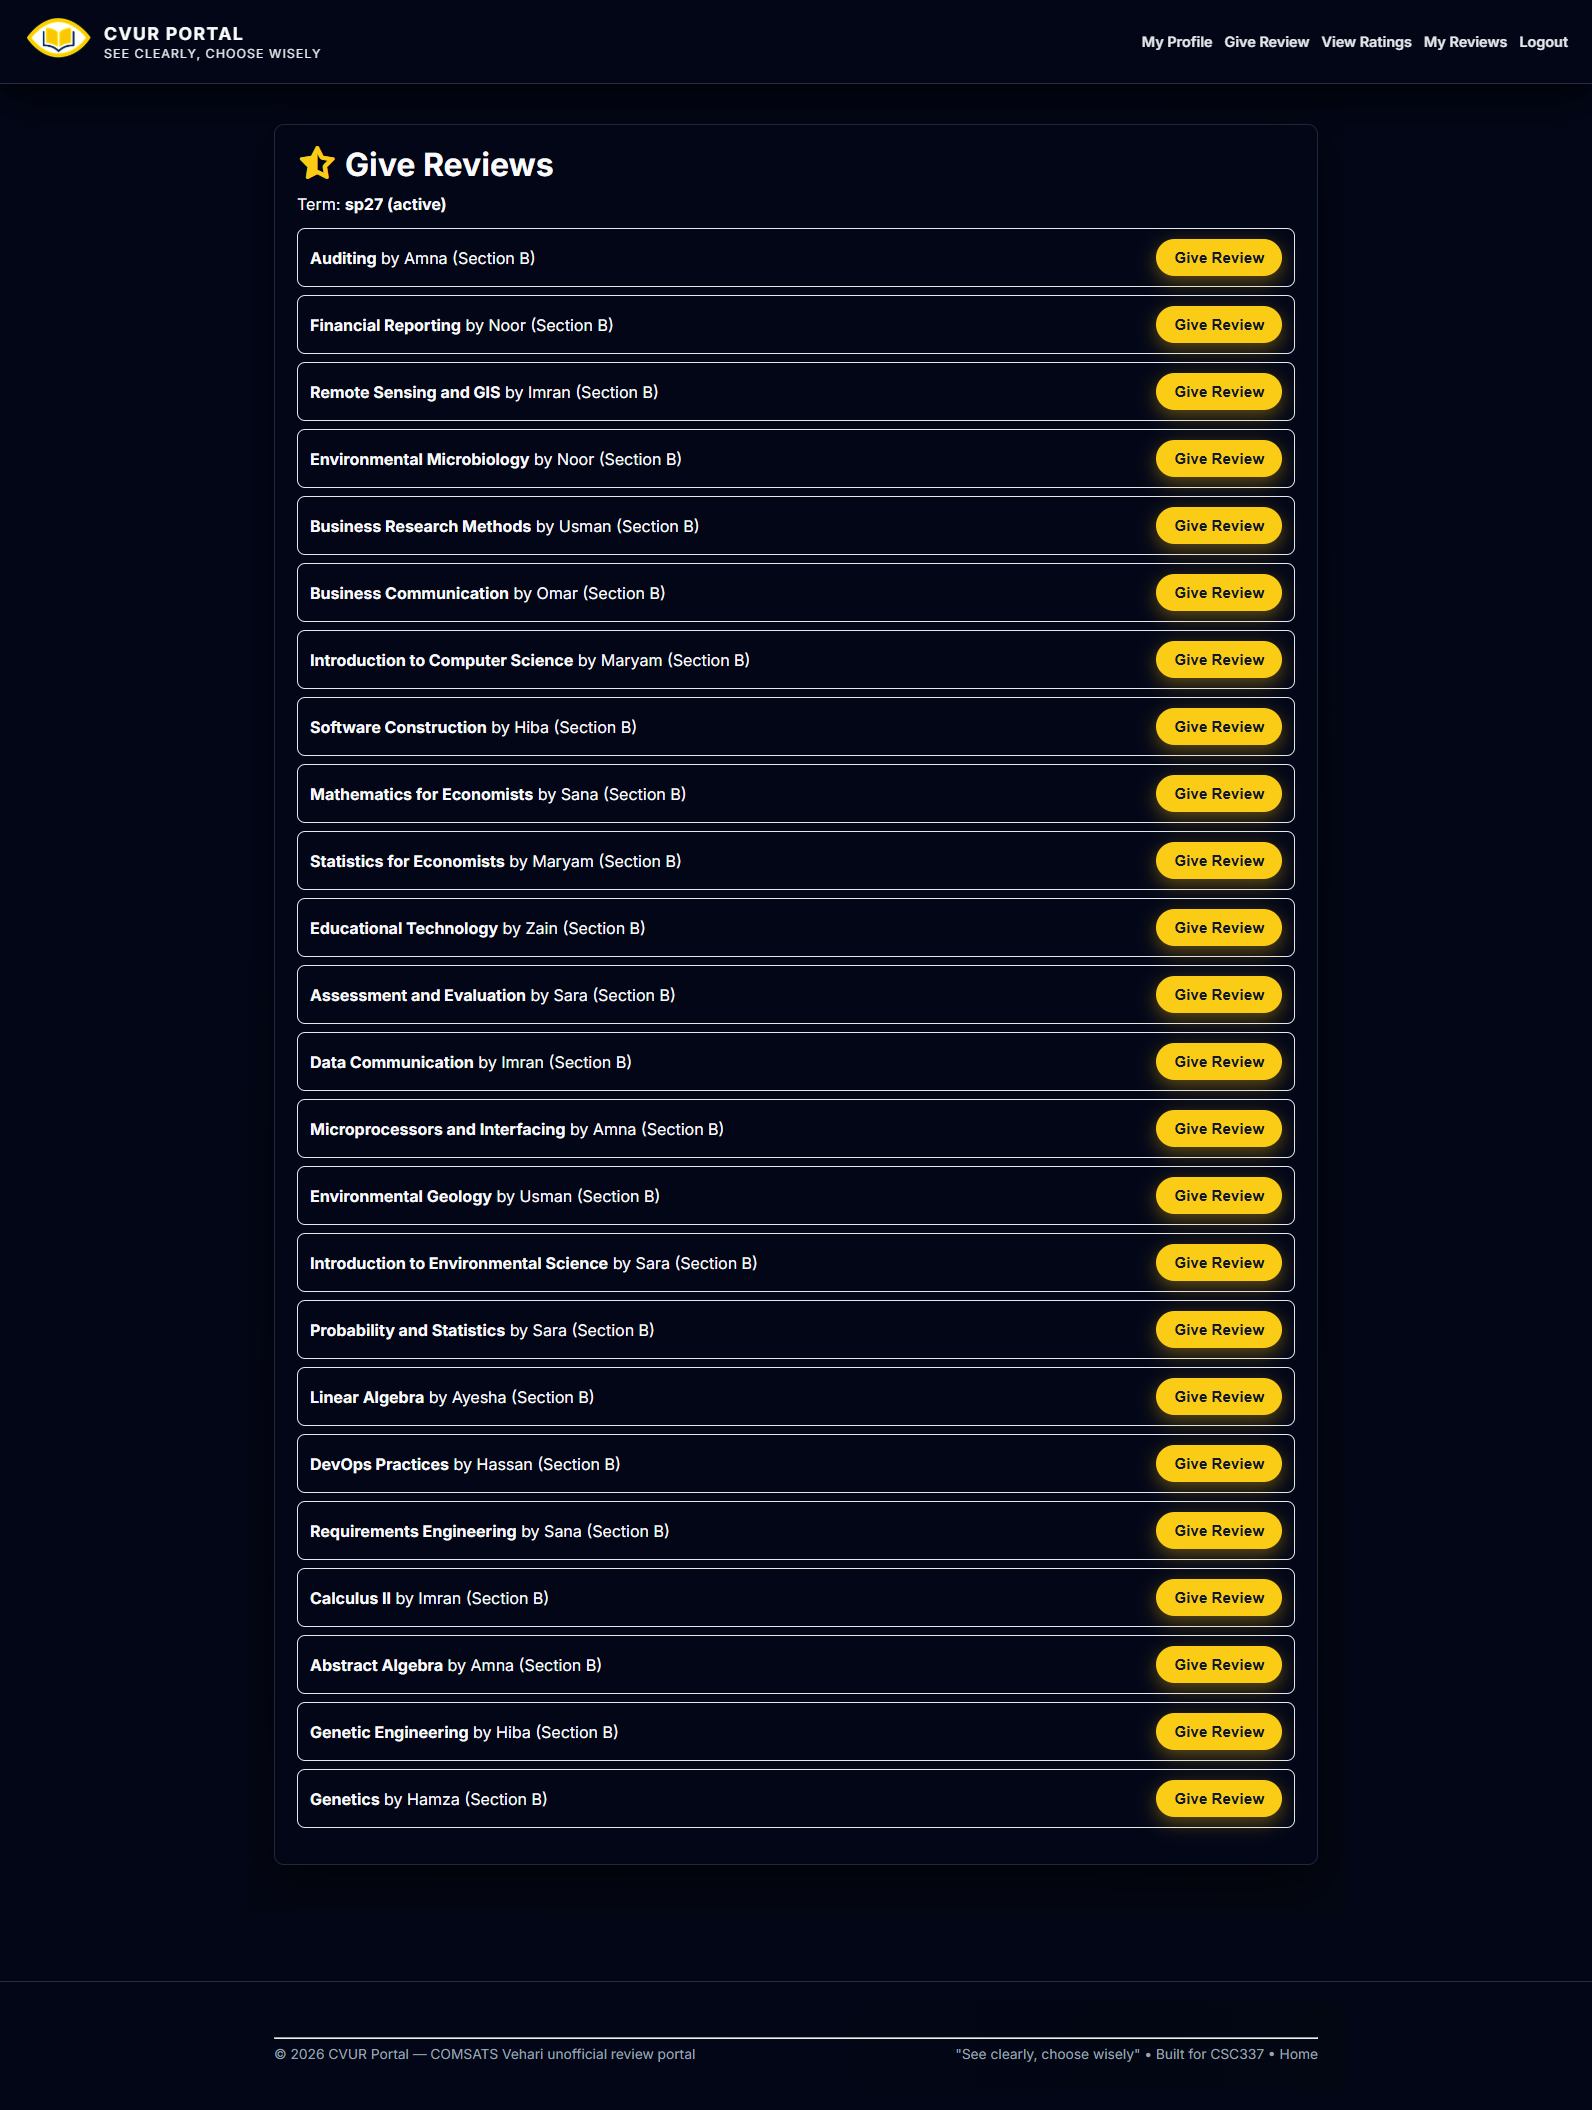 CVUR PORTAL
SEE CLEARLY, CHOOSE WISELY
My Profile Give Review View Ratings My Reviews Logout
Give Reviews
Term: sp27 (active)
Auditing by Amna (Section B) Give Review
Financial Reporting by Noor (Section B) Give Review
Remote Sensing and GIS by Imran (Section B) Give Review
Environmental Microbiology by Noor (Section B) Give Review
Business Research Methods by Usman (Section B) Give Review
Business Communication by Omar (Section B) Give Review
Introduction to Computer Science by Maryam (Section B) Give Review
Software Construction by Hiba (Section B) Give Review
Mathematics for Economists by Sana (Section B) Give Review
Statistics for Economists by Maryam (Section B) Give Review
Educational Technology by Zain (Section B) Give Review
Assessment and Evaluation by Sara (Section B) Give Review
Data Communication by Imran (Section B) Give Review
Microprocessors and Interfacing by Amna (Section B) Give Review
Environmental Geology by Usman (Section B) Give Review
Introduction to Environmental Science by Sara (Section B) Give Review
Probability and Statistics by Sara (Section B) Give Review
Linear Algebra by Ayesha (Section B) Give Review
DevOps Practices by Hassan (Section B) Give Review
Requirements Engineering by Sana (Section B) Give Review
Calculus II by Imran (Section B) Give Review
Abstract Algebra by Amna (Section B) Give Review
Genetic Engineering by Hiba (Section B) Give Review
Genetics by Hamza (Section B) Give Review
© 2026 CVUR Portal — COMSATS Vehari unofficial review portal
"See clearly, choose wisely" • Built for CSC337 • Home